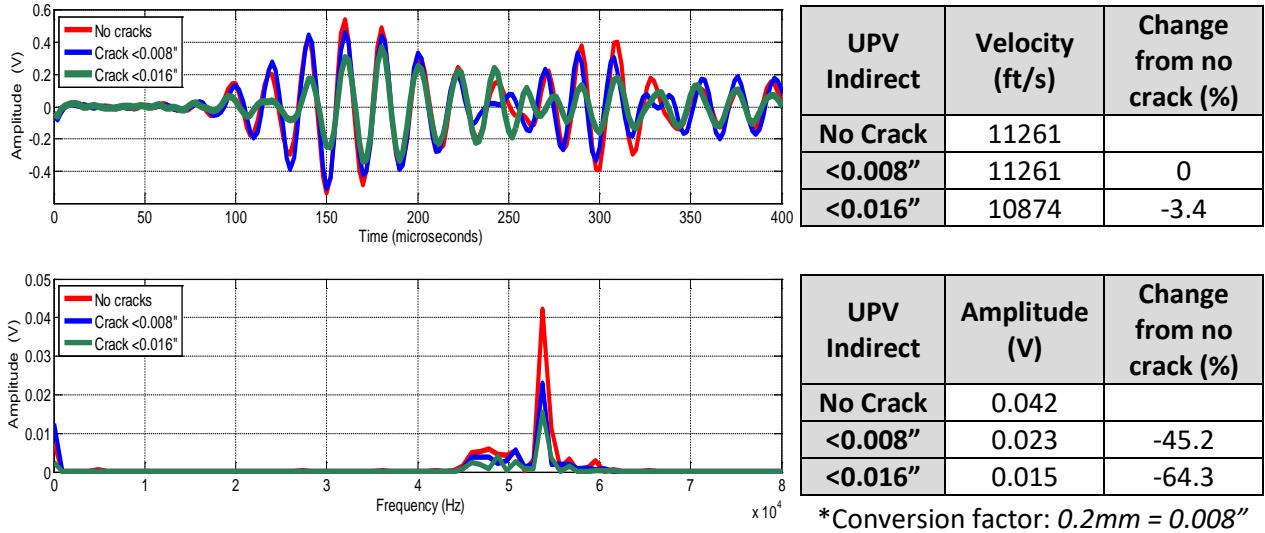 0.6
0.4
0.2
0
-0.2
-0.4
Amplitude (V)
No cracks
Crack <0.008"
Crack <0.016"
0 50 100 150 200 250 300 350 400
Time (microseconds)
UPV Indirect Velocity (ft/s) Change from no crack (%)
No Crack 11261
<0.008” 11261 0
<0.016” 10874 -3.4
0.05
0.04
0.03
0.02
0.01
0
Amplitude (V)
No cracks
Crack <0.008"
Crack <0.016"
0 1 2 3 4 5 6 7 8
Frequency (Hz)
x 10⁴
UPV Indirect Amplitude (V) Change from no crack (%)
No Crack 0.042
<0.008” 0.023 -45.2
<0.016” 0.015 -64.3
*Conversion factor: 0.2mm = 0.008”